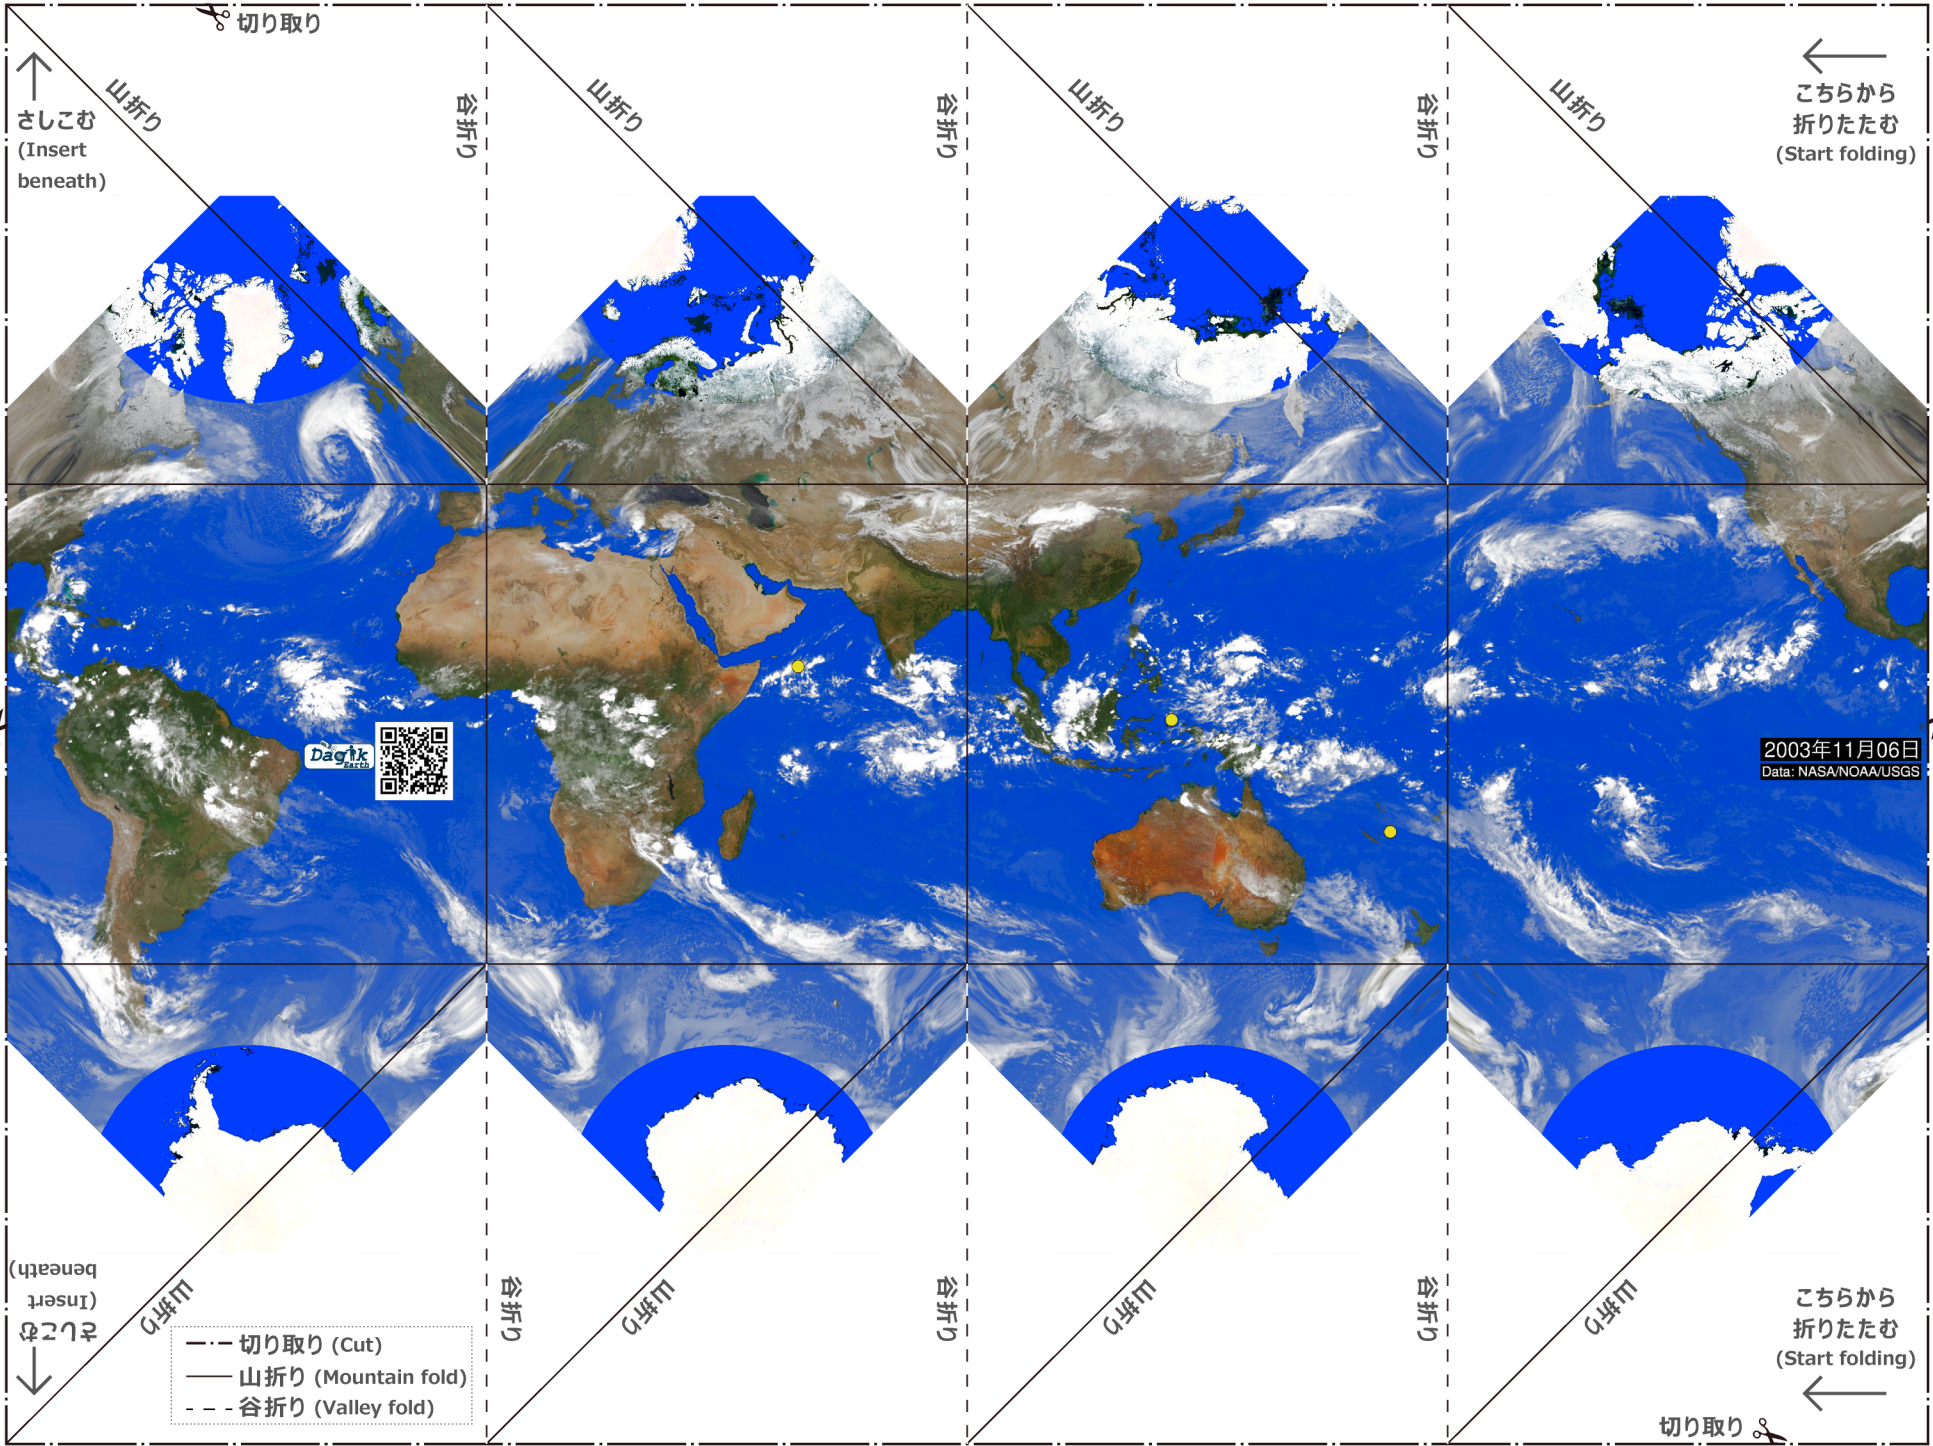 切り取り
山折り
谷折り
山折り
谷折り
山折り
谷折り
山折り
さしこむ
(Insert
beneath)
こちらから
折りたたむ
(Start folding)
Dagik
Earth
2003年11月06日
Data: NASA/NOAA/USGS
さしこむ
(Insert
beneath)
山折り
谷折り
山折り
谷折り
山折り
谷折り
山折り
切り取り (Cut)
山折り (Mountain fold)
谷折り (Valley fold)
こちらから
折りたたむ
(Start folding)
切り取り